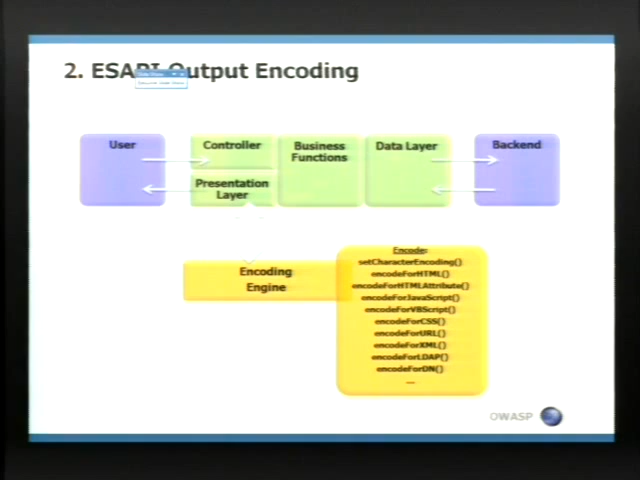 2. ESAPI Output Encoding
User
Controller
Business
Functions
Data Layer
Backend
Presentation
Layer
Encoding
Engine
Encode:
setCharacterEncoding()
encodeForHTML()
encodeForHTMLAttribute()
encodeForJavaScript()
encodeForVBScript()
encodeForCSS()
encodeForURL()
encodeForXML()
encodeForLDAP()
encodeForDN()
...
OWASP